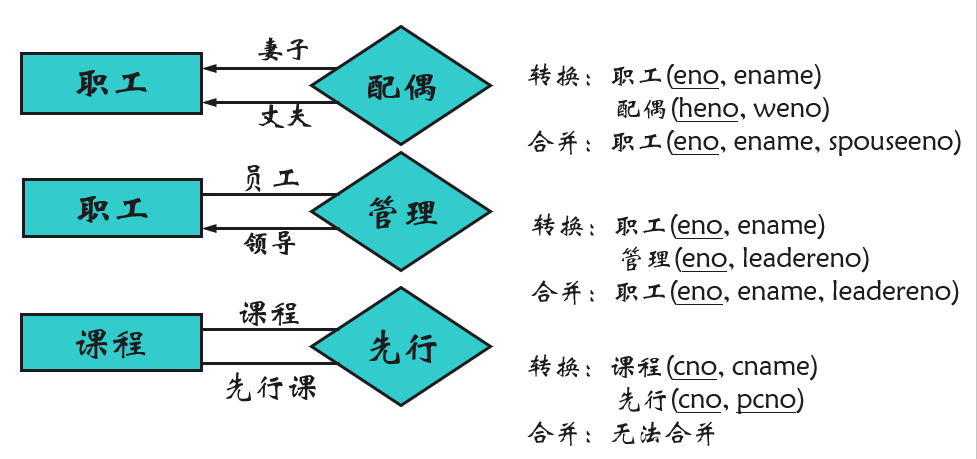 妻子
职工
配偶
丈夫
转换：职工(eno, ename)
配偶(heno, weno)
合并：职工(eno, ename, spouseeno)
员工
职工
管理
领导
转换：职工(eno, ename)
管理(eno, leadereno)
合并：职工(eno, ename, leadereno)
课程
课程
先行
先行课
转换：课程(cno, cname)
先行(cno, pcno)
合并：无法合并